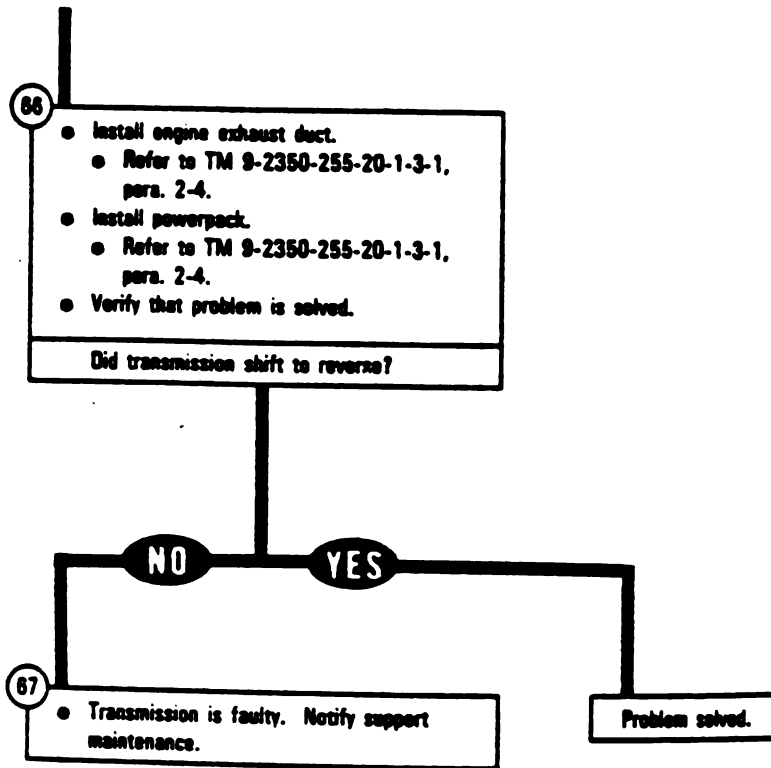 66
● Install engine exhaust duct.
● Refer to TM 9-2350-255-20-1-3-1,
para. 2-4.
● Install powerpack.
● Refer to TM 9-2350-255-20-1-3-1,
para. 2-4.
● Verify that problem is solved.
Did transmission shift to reverse?
NO
YES
67
● Transmission is faulty. Notify support
maintenance.
Problem solved.